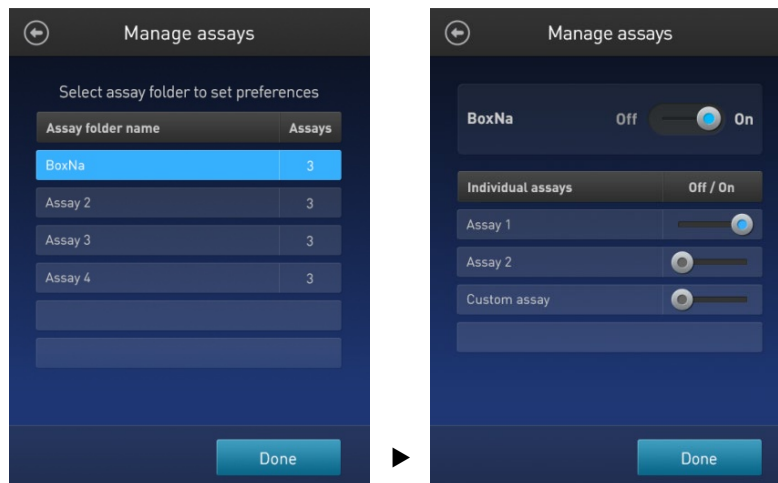 Manage assays
Select assay folder to set preferences
Assay folder name Assays
BoxNa 3
Assay 2 3
Assay 3 3
Assay 4 3
Done
Manage assays
BoxNa Off On
Individual assays Off / On
Assay 1
Assay 2
Custom assay
Done